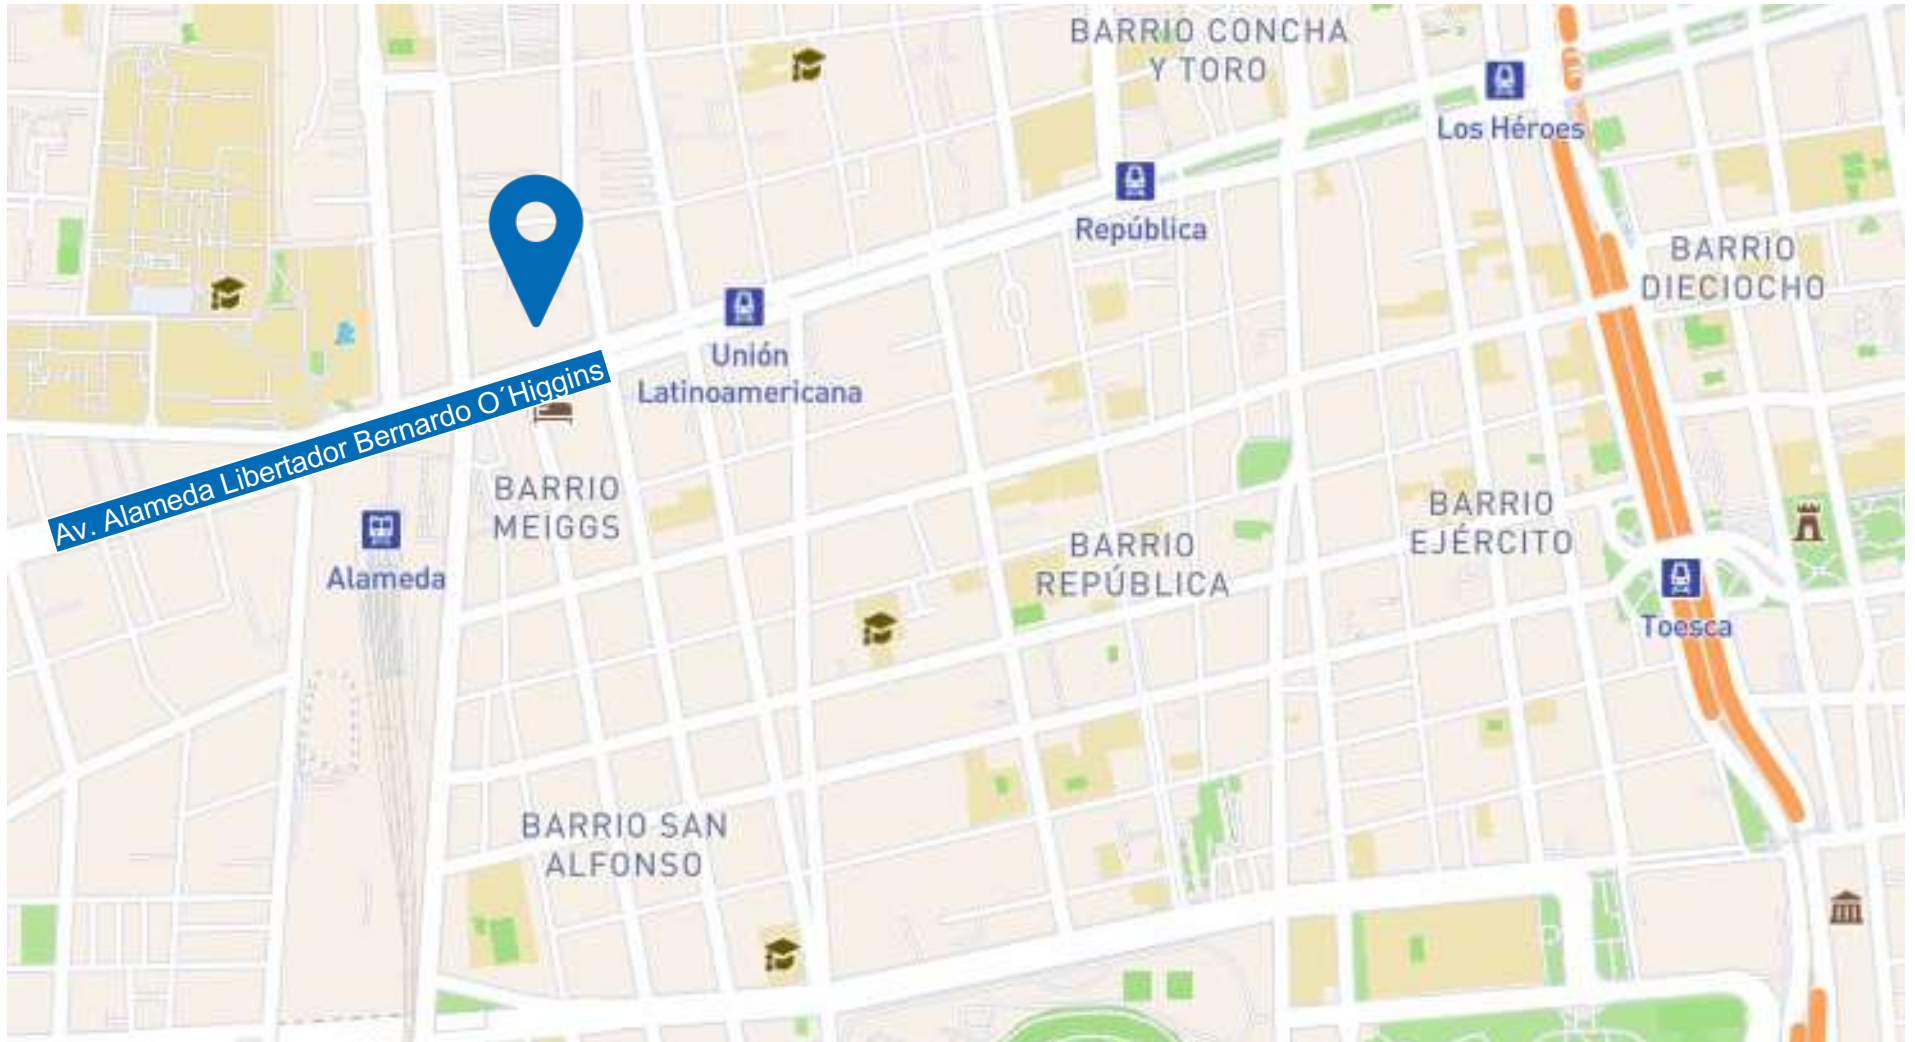 BARRIO CONCHA
Y TORO
Los Héroes
República
BARRIO
DIECIOCHO
Unión
Latinoamericana
Av. Alameda Libertador Bernardo O´Higgins
BARRIO
MEIGGS
Alameda
BARRIO
EJÉRCITO
BARRIO
REPÚBLICA
Toesca
BARRIO SAN
ALFONSO